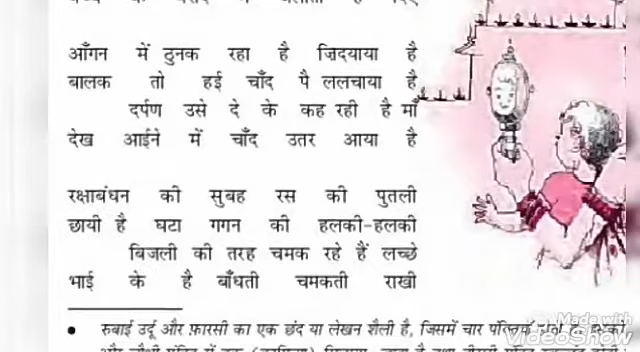 आँगन में ठुनक रहा है ज़िदयाया है
बालक तो हई चाँद पै ललचाया है
दर्पण उसे दे के कह रही है माँ
देख आईने में चाँद उतर आया है
रक्षाबंधन की सुबह रस की पुतली
छायी है घटा गगन की हलकी-हलकी
बिजली की तरह चमक रहे हैं लच्छे
भाई के है बाँधती चमकती राखी
• रुबाई उर्दू और फ़ारसी का एक छंद या लेखन शैली है, जिसमें चार
Made with
VideoShow